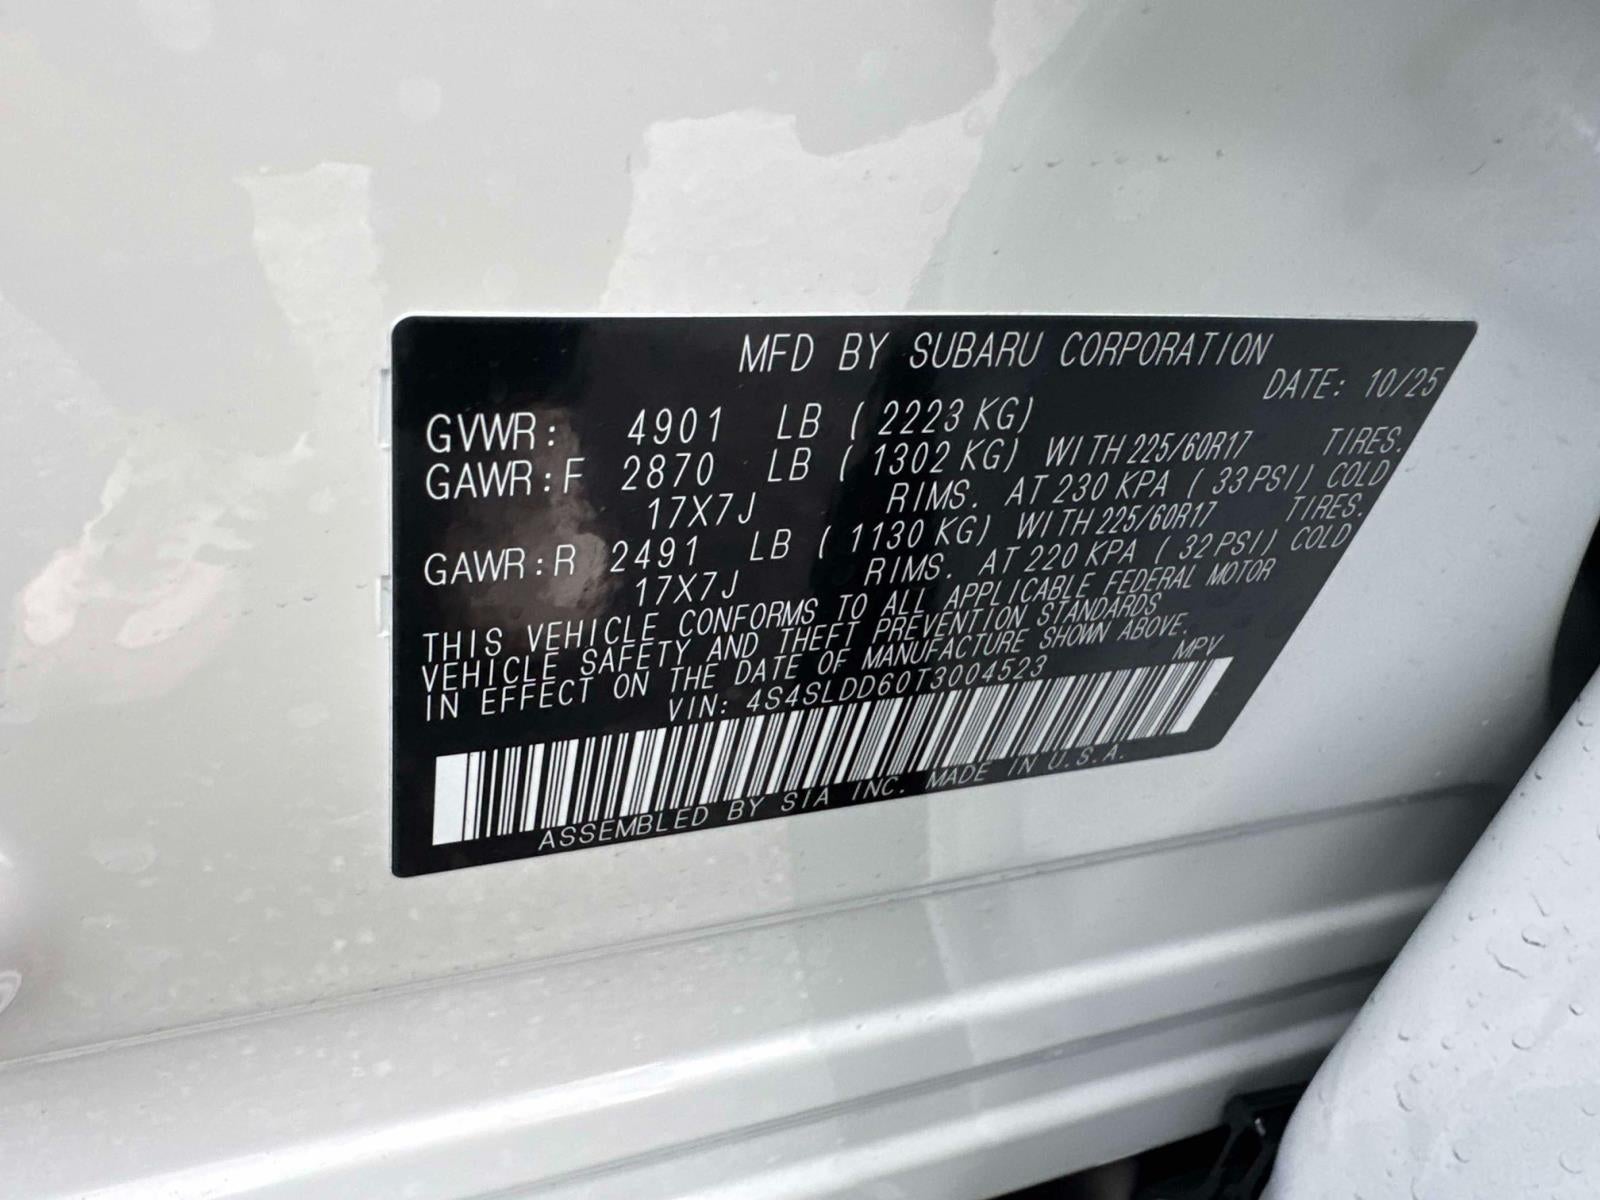 MFD BY SUBARU CORPORATION
DATE: 10/25
GVWR: 4901 LB ( 2223 KG)
GAWR:F 2870 LB ( 1302 KG) WITH 225/60R17 TIRES.
17X7J RIMS. AT 230 KPA ( 33 PSI) COLD
GAWR:R 2491 LB ( 1130 KG) WITH 225/60R17 TIRES.
17X7J RIMS. AT 220 KPA ( 32 PSI) COLD
THIS VEHICLE CONFORMS TO ALL APPLICABLE FEDERAL MOTOR
VEHICLE SAFETY AND THEFT PREVENTION STANDARDS
IN EFFECT ON THE DATE OF MANUFACTURE SHOWN ABOVE.
VIN: 4S4SLDD60T3004523 MPV
ASSEMBLED BY SIA INC. MADE IN U.S.A.